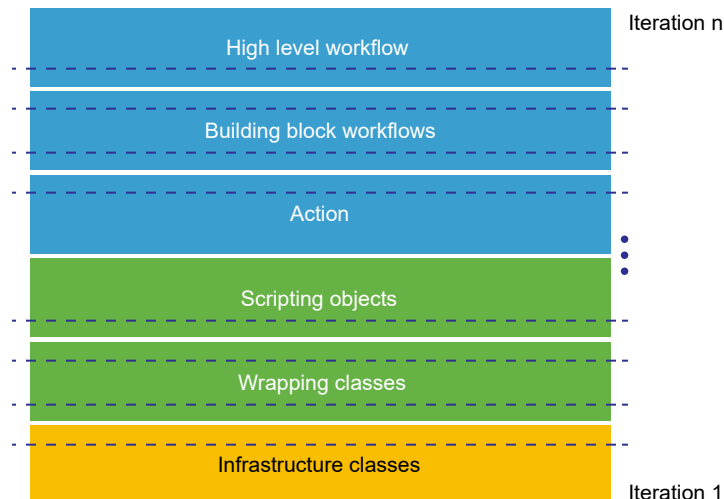 Iteration n
High level workflow
Building block workflows
Action
Scripting objects
Wrapping classes
Infrastructure classes
Iteration 1